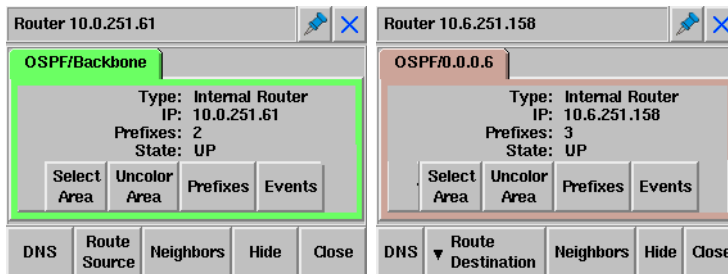 Router 10.0.251.61
OSPF/Backbone
Type: Internal Router
IP: 10.0.251.61
Prefixes: 2
State: UP
Select Area
Uncolor Area
Prefixes
Events
DNS
Route Source
Neighbors
Hide
Close
Router 10.6.251.158
OSPF/0.0.0.6
Type: Internal Router
IP: 10.6.251.158
Prefixes: 3
State: UP
Select Area
Uncolor Area
Prefixes
Events
DNS
Route Destination
Neighbors
Hide
Close